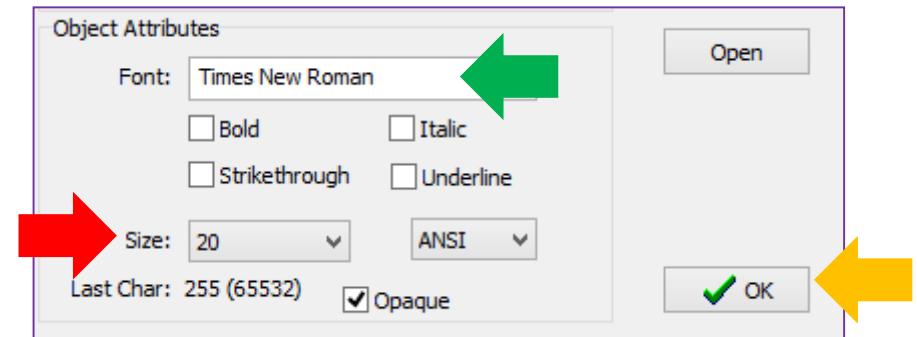 Object Attributes
Open
Font: Times New Roman
Bold Italic
Strikethrough Underline
Size: 20 ANSI
Last Char: 255 (65532) Opaque
OK